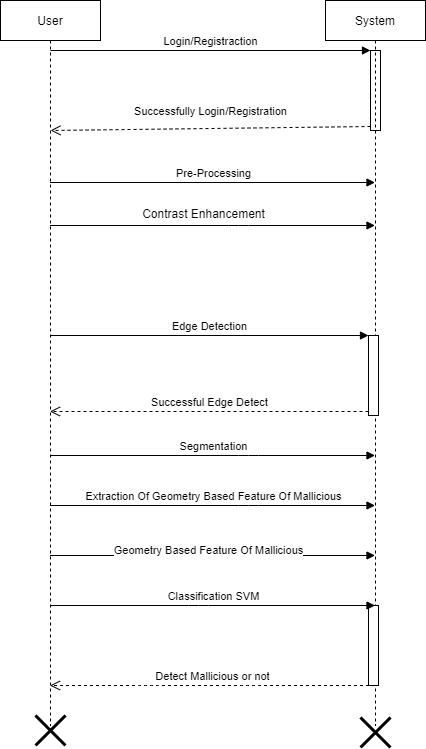 User
System
Login/Registraction
Successfully Login/Registration
Pre-Processing
Contrast Enhancement
Edge Detection
Successful Edge Detect
Segmentation
Extraction Of Geometry Based Feature Of Mallicious
Geometry Based Feature Of Mallicious
Classification SVM
Detect Mallicious or not